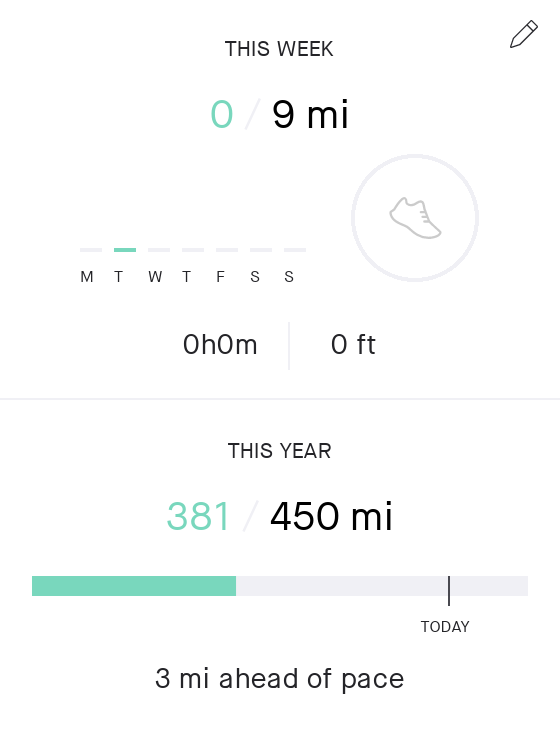 THIS WEEK
0 / 9 mi
M T W T F S S
0h0m 0 ft
THIS YEAR
381 / 450 mi
TODAY
3 mi ahead of pace